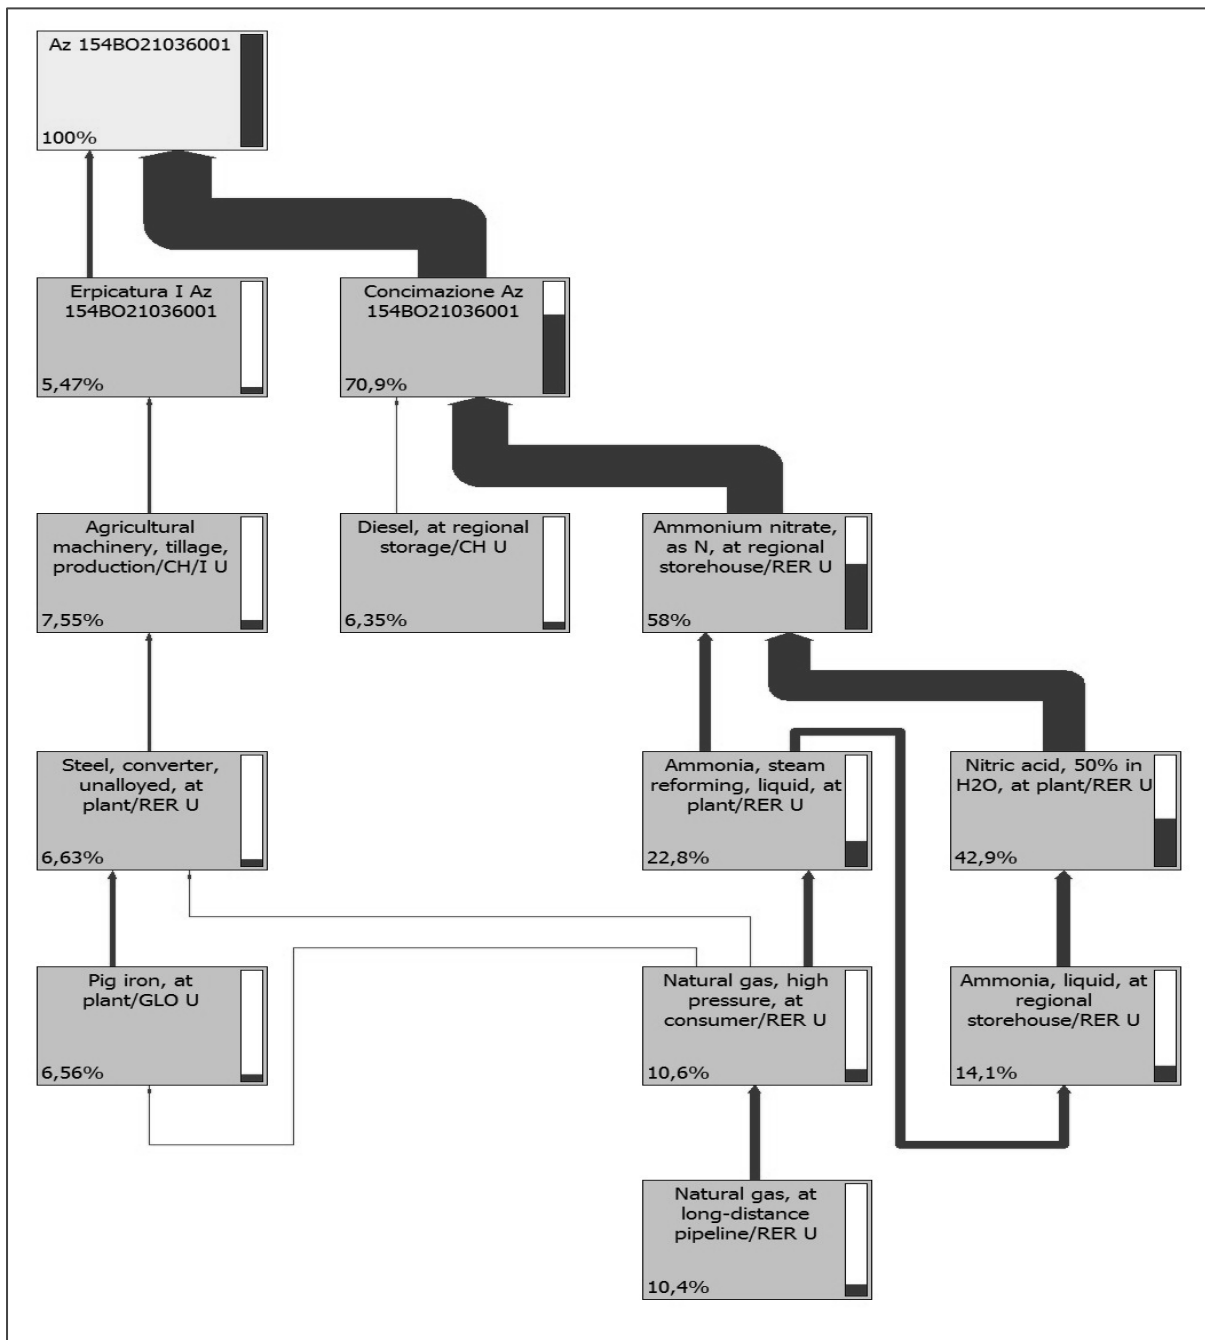 Az 154BO21036001
100%
Erpicatura I Az
154BO21036001
5,47%
Concimazione Az
154BO21036001
70,9%
Agricultural
machinery, tillage,
production/CH/I U
7,55%
Diesel, at regional
storage/CH U
6,35%
Ammonium nitrate,
as N, at regional
storehouse/RER U
58%
Steel, converter,
unalloyed, at
plant/RER U
6,63%
Ammonia, steam
reforming, liquid, at
plant/RER U
22,8%
Nitric acid, 50% in
H2O, at plant/RER U
42,9%
Pig iron, at
plant/GLO U
6,56%
Natural gas, high
pressure, at
consumer/RER U
10,6%
Ammonia, liquid, at
regional
storehouse/RER U
14,1%
Natural gas, at
long-distance
pipeline/RER U
10,4%